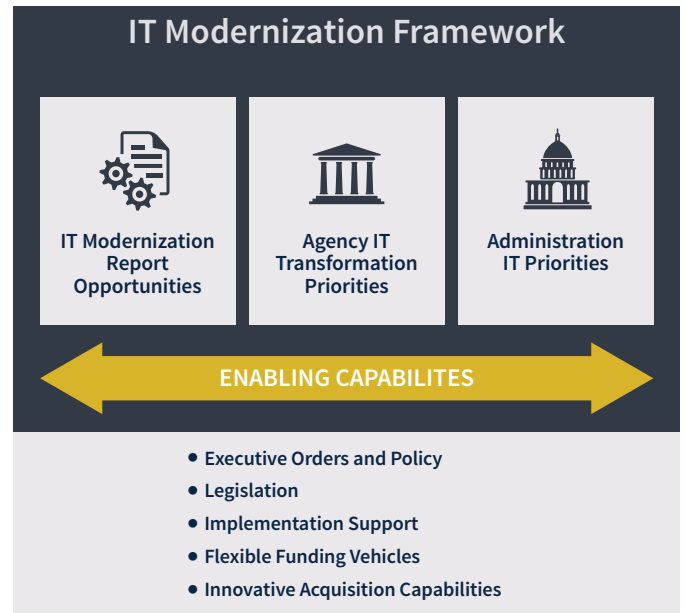 IT Modernization Framework
IT Modernization
Report
Opportunities
Agency IT
Transformation
Priorities
Administration
IT Priorities
ENABLING CAPABILITES
• Executive Orders and Policy
• Legislation
• Implementation Support
• Flexible Funding Vehicles
• Innovative Acquisition Capabilities